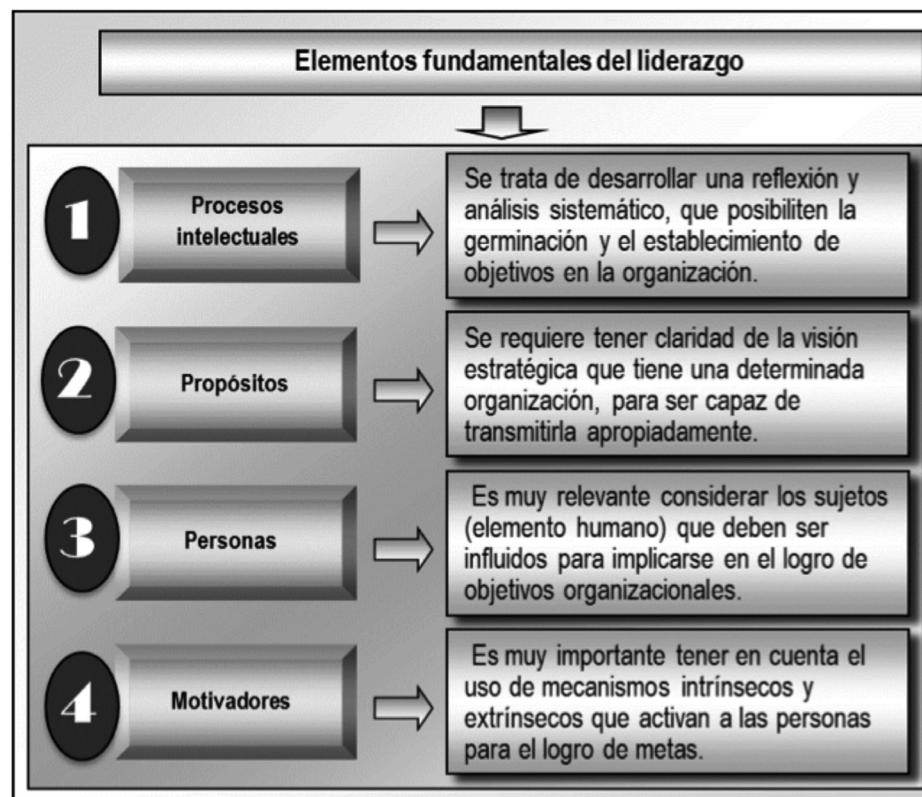 Elementos fundamentales del liderazgo
1
Procesos
intelectuales
Se trata de desarrollar una reflexión y
análisis sistemático, que posibiliten la
germinación y el establecimiento de
objetivos en la organización.
2
Propósitos
Se requiere tener claridad de la visión
estratégica que tiene una determinada
organización, para ser capaz de
transmitirla apropiadamente.
3
Personas
Es muy relevante considerar los sujetos
(elemento humano) que deben ser
influidos para implicarse en el logro de
objetivos organizacionales.
4
Motivadores
Es muy importante tener en cuenta el
uso de mecanismos intrínsecos y
extrínsecos que activan a las personas
para el logro de metas.